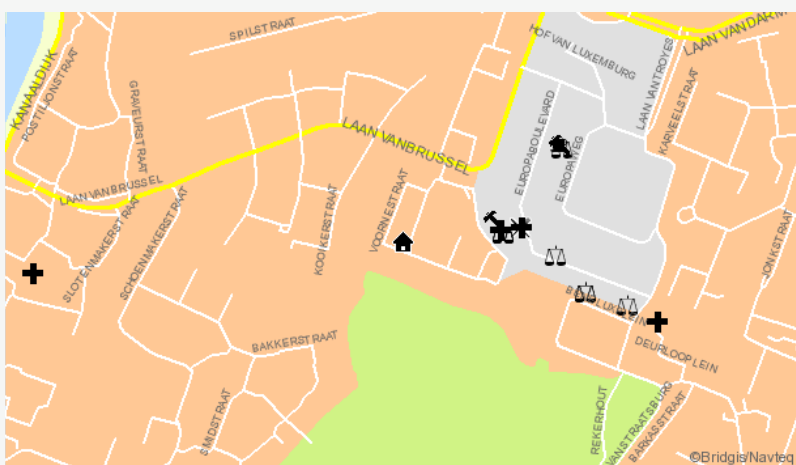 SPILSTRAAT
HOF VAN LUXEMBURG
LAAN VANDARM
KANAALDIJK
POSTILJONSTRAAT
GRAVEURSTRAAT
LAAN VANTROYES
KARVEELSTRAAT
LAAN VANBRUSSEL
EUROPABOULEVARD
EUROPAWEG
LAAN VANBRUSSEL
SLOTENMAKERSTRAAT
SCHOENMAKERSTRAAT
KOOIKERSTRAAT
VOORNESTRAAT
JONKSTRAAT
BAKKERSTRAAT
DEURLOOPLEIN
SMIDSTRAAT
REKERHOUT
VANSTRAATSBURG
BARKASSTRAAT
©Bridgis/Navteq